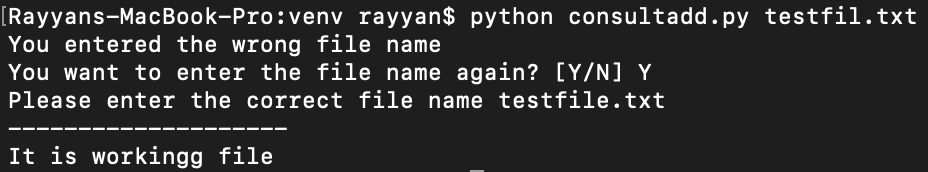 [Rayyans-MacBook-Pro:venv rayyan$ python consultadd.py testfil.txt
You entered the wrong file name
You want to enter the file name again? [Y/N] Y
Please enter the correct file name testfile.txt
--------------------
It is workingg file